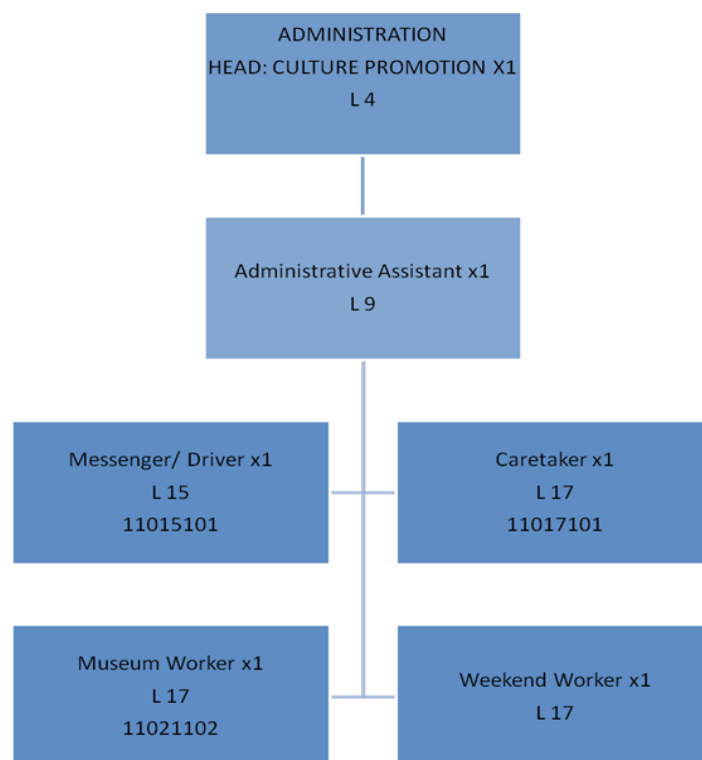 ADMINISTRATION
HEAD: CULTURE PROMOTION X1
L 4
Administrative Assistant x1
L 9
Messenger/ Driver x1
L 15
11015101
Caretaker x1
L 17
11017101
Museum Worker x1
L 17
11021102
Weekend Worker x1
L 17